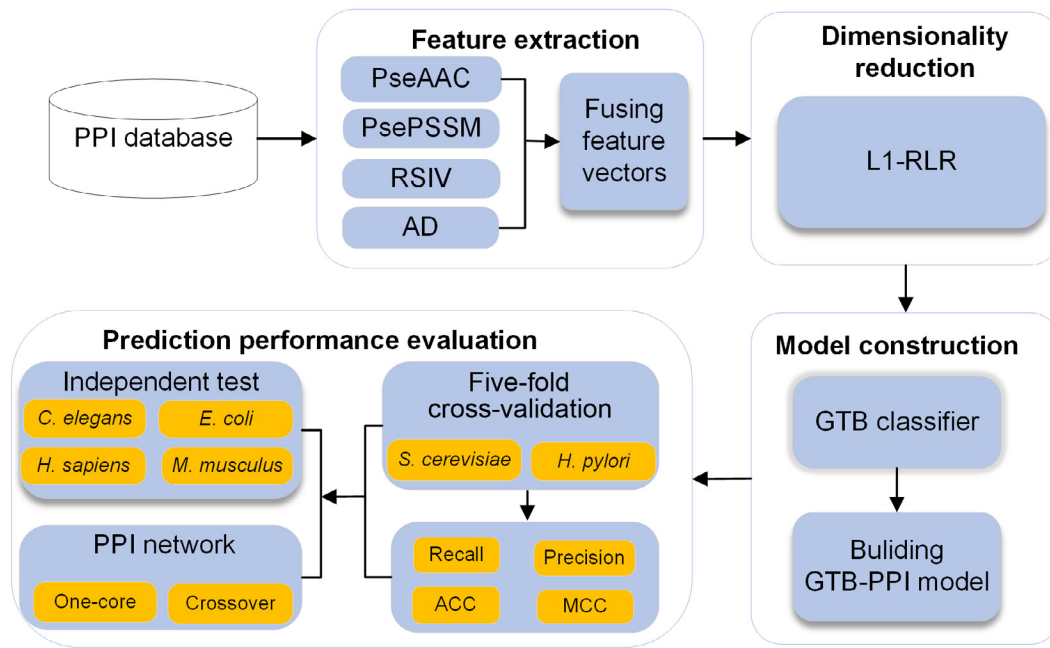 PPI database
Feature extraction
PseAAC
PsePSSM
RSIV
AD
Fusing
feature
vectors
Dimensionality
reduction
L1-RLR
Model construction
GTB classifier
Buliding
GTB-PPI model
Prediction performance evaluation
Five-fold
cross-validation
S. cerevisiae
H. pylori
Recall
Precision
ACC
MCC
Independent test
C. elegans
E. coli
H. sapiens
M. musculus
PPI network
One-core
Crossover